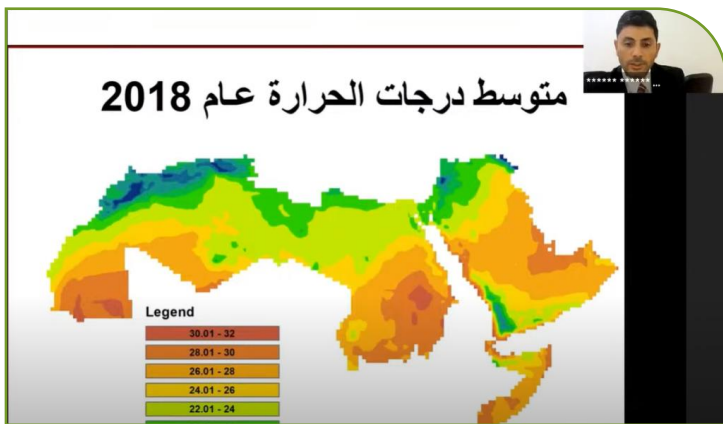 ****** ****** ...
متوسط درجات الحرارة عام 2018
Legend
30.01 - 32
28.01 - 30
26.01 - 28
24.01 - 26
22.01 - 24